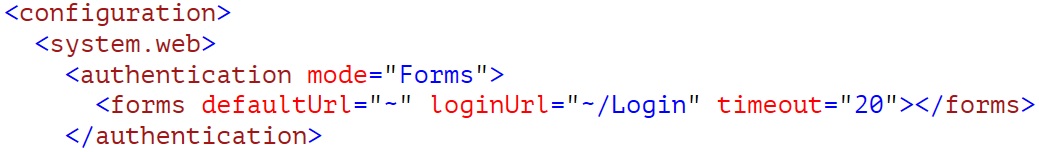 <configuration>
  <system.web>
    <authentication mode="Forms">
      <forms defaultUrl="~" loginUrl="~/Login" timeout="20"></forms>
    </authentication>